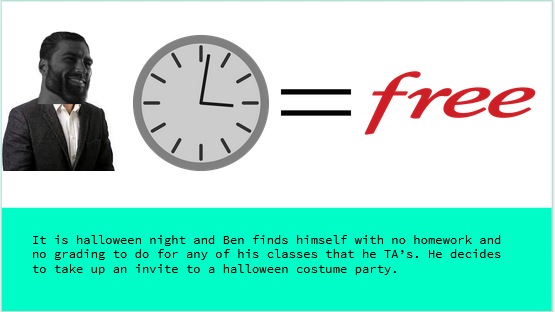 free
It is halloween night and Ben finds himself with no homework and
no grading to do for any of his classes that he TA’s. He decides
to take up an invite to a halloween costume party.